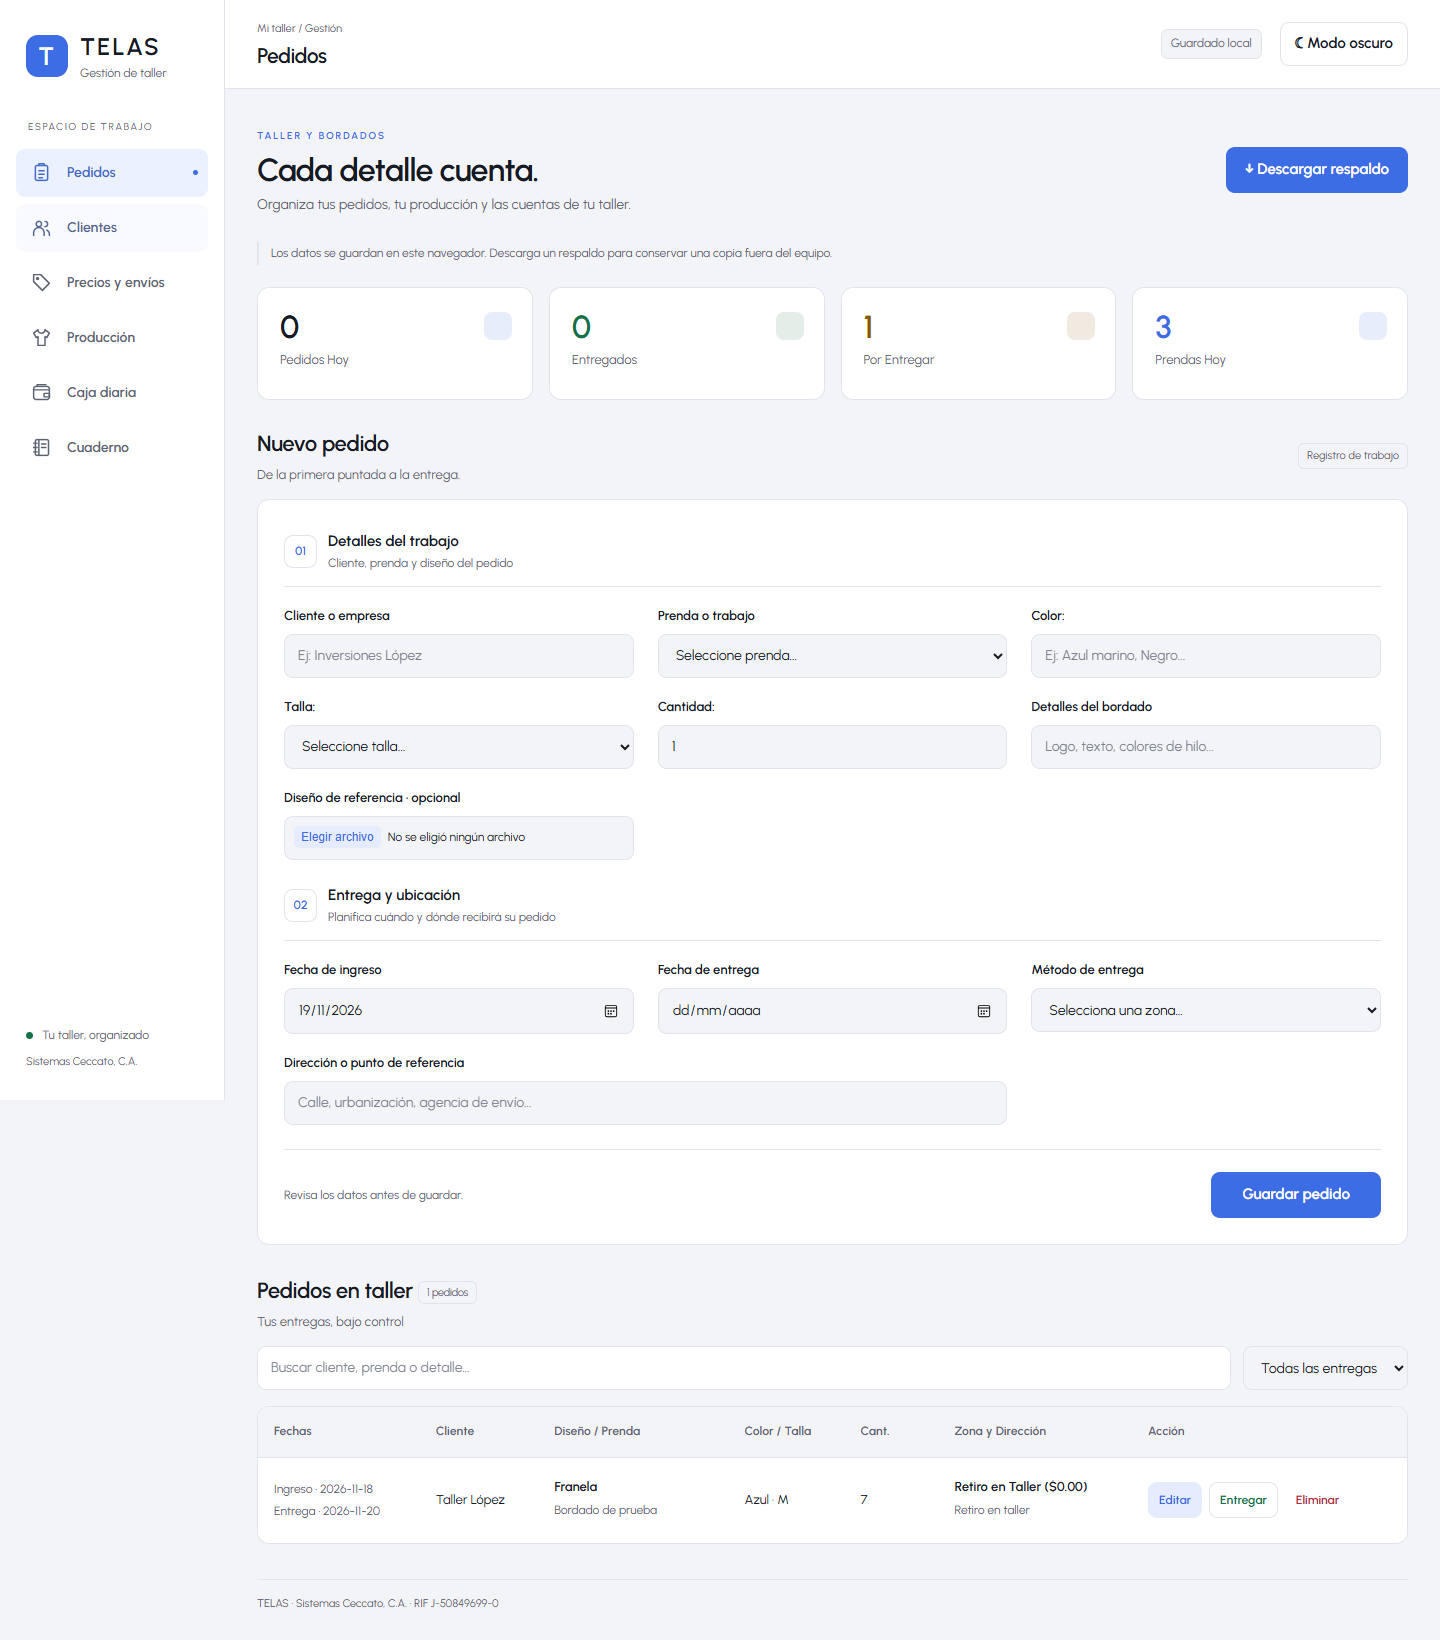 T
TELAS
Gestión de taller
ESPACIO DE TRABAJO
Pedidos
Clientes
Precios y envíos
Producción
Caja diaria
Cuaderno
Tu taller, organizado
Sistemas Ceccato, C.A.
Mi taller / Gestión
Pedidos
Guardado local
☾ Modo oscuro
TALLER Y BORDADOS
Cada detalle cuenta.
Organiza tus pedidos, tu producción y las cuentas de tu taller.
↓ Descargar respaldo
Los datos se guardan en este navegador. Descarga un respaldo para conservar una copia fuera del equipo.
0
Pedidos Hoy
0
Entregados
1
Por Entregar
3
Prendas Hoy
Nuevo pedido
De la primera puntada a la entrega.
Registro de trabajo
01
Detalles del trabajo
Cliente, prenda y diseño del pedido
Cliente o empresa
Ej: Inversiones López
Prenda o trabajo
Seleccione prenda...
Color:
Ej: Azul marino, Negro...
Talla:
Seleccione talla...
Cantidad:
1
Detalles del bordado
Logo, texto, colores de hilo...
Diseño de referencia · opcional
Elegir archivo No se eligió ningún archivo
02
Entrega y ubicación
Planifica cuándo y dónde recibirá su pedido
Fecha de ingreso
19/11/2026
Fecha de entrega
dd/mm/aaaa
Método de entrega
Selecciona una zona...
Dirección o punto de referencia
Calle, urbanización, agencia de envío...
Revisa los datos antes de guardar.
Guardar pedido
Pedidos en taller 1 pedidos
Tus entregas, bajo control
Buscar cliente, prenda o detalle...
Todas las entregas
Fechas Cliente Diseño / Prenda Color / Talla Cant. Zona y Dirección Acción
Ingreso · 2026-11-18
Entrega · 2026-11-20
Taller López
Franela
Bordado de prueba
Azul · M
7
Retiro en Taller ($0.00)
Retiro en taller
Editar Entregar Eliminar
TELAS · Sistemas Ceccato, C.A. · RIF J-50849699-0